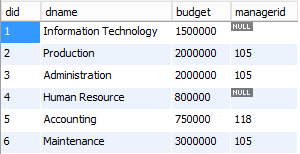 did dname budget managerid
1 Information Technology 1500000 NULL
2 Production 2000000 105
3 Administration 2000000 105
4 Human Resource 800000 NULL
5 Accounting 750000 118
6 Maintenance 3000000 105